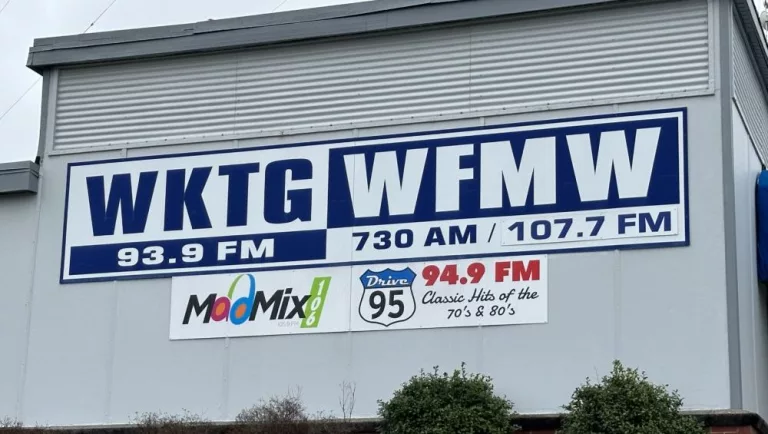 WKTG WFMW
93.9 FM 730 AM / 107.7 FM
MadMix 106
Drive
95
94.9 FM
Classic Hits of the
70's & 80's